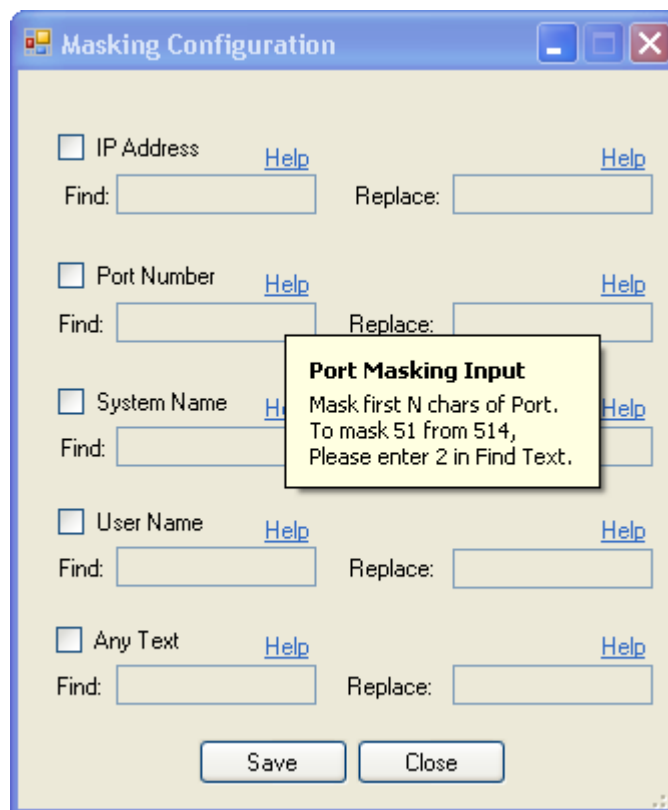 Masking Configuration
IP Address
Help
Help
Find:
Replace:
Port Number
Help
Help
Find:
Replace:
Port Masking Input
Mask first N chars of Port.
To mask 51 from 514,
Please enter 2 in Find Text.
System Name
Help
Find:
User Name
Help
Help
Find:
Replace:
Any Text
Help
Help
Find:
Replace:
Save
Close